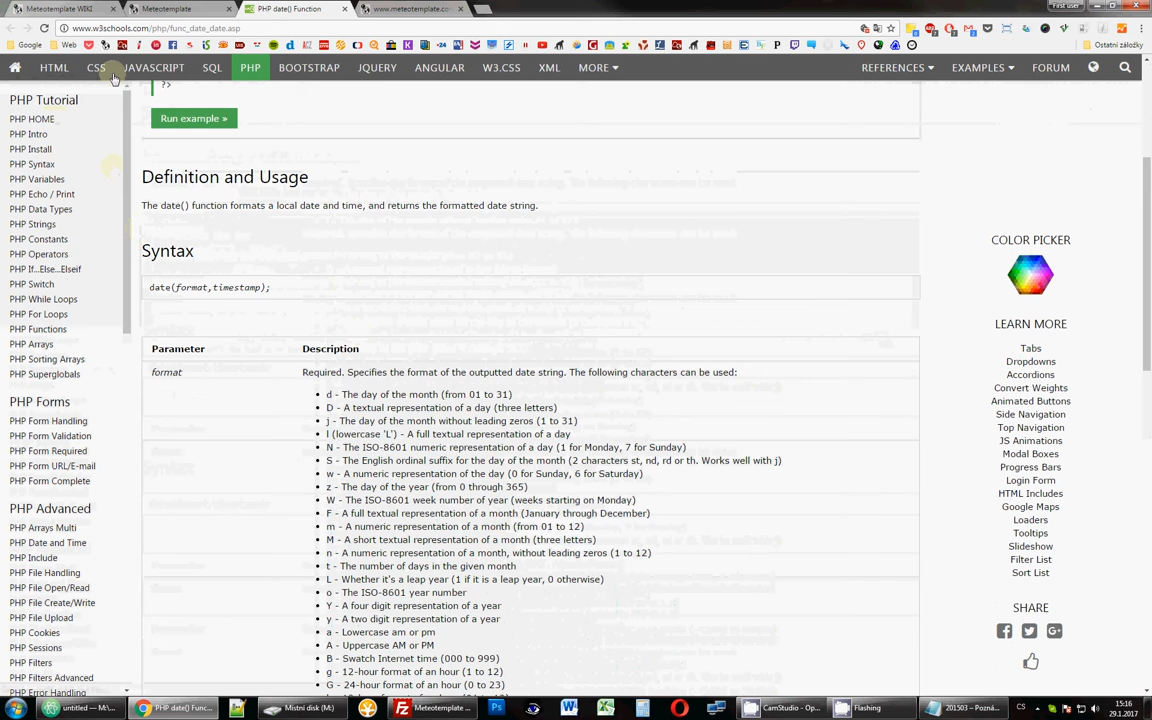 Meteotemplate WIKI
Meteotemplate
PHP date() Function
www.meteotemplate.co
First user
www.w3schools.com/php/func_date_date.asp
Google
Web
Ostatní záložky
HTML CSS JAVASCRIPT SQL PHP BOOTSTRAP JQUERY ANGULAR W3.CSS XML MORE REFERENCES EXAMPLES FORUM
PHP Tutorial
PHP HOME
PHP Intro
PHP Install
PHP Syntax
PHP Variables
PHP Echo / Print
PHP Data Types
PHP Strings
PHP Constants
PHP Operators
PHP If...Else...Elseif
PHP Switch
PHP While Loops
PHP For Loops
PHP Functions
PHP Arrays
PHP Sorting Arrays
PHP Superglobals
PHP Forms
PHP Form Handling
PHP Form Validation
PHP Form Required
PHP Form URL/E-mail
PHP Form Complete
PHP Advanced
PHP Arrays Multi
PHP Date and Time
PHP Include
PHP File Handling
PHP File Open/Read
PHP File Create/Write
PHP File Upload
PHP Cookies
PHP Sessions
PHP Filters
PHP Filters Advanced
PHP Error Handling
?>
Run example »
Definition and Usage
The date() function formats a local date and time, and returns the formatted date string.
Syntax
date(format,timestamp);
Parameter Description
format Required. Specifies the format of the outputted date string. The following characters can be used:
d - The day of the month (from 01 to 31)
D - A textual representation of a day (three letters)
j - The day of the month without leading zeros (1 to 31)
l (lowercase 'L') - A full textual representation of a day
N - The ISO-8601 numeric representation of a day (1 for Monday, 7 for Sunday)
S - The English ordinal suffix for the day of the month (2 characters st, nd, rd or th. Works well with j)
w - A numeric representation of the day (0 for Sunday, 6 for Saturday)
z - The day of the year (from 0 through 365)
W - The ISO-8601 week number of year (weeks starting on Monday)
F - A full textual representation of a month (January through December)
m - A numeric representation of a month (from 01 to 12)
M - A short textual representation of a month (three letters)
n - A numeric representation of a month, without leading zeros (1 to 12)
t - The number of days in the given month
L - Whether it's a leap year (1 if it is a leap year, 0 otherwise)
o - The ISO-8601 year number
Y - A four digit representation of a year
y - A two digit representation of a year
a - Lowercase am or pm
A - Uppercase AM or PM
B - Swatch Internet time (000 to 999)
g - 12-hour format of an hour (1 to 12)
G - 24-hour format of an hour (0 to 23)
COLOR PICKER
LEARN MORE
Tabs
Dropdowns
Accordions
Convert Weights
Animated Buttons
Side Navigation
Top Navigation
JS Animations
Modal Boxes
Progress Bars
Login Form
HTML Includes
Google Maps
Loaders
Tooltips
Slideshow
Filter List
Sort List
SHARE
untitled — M:...
PHP date() Func...
Místní disk (M:)
Meteotemplate ...
CamStudio - Op...
Flashing
201503 – Pozná...
CS
15:16
29.1.2017